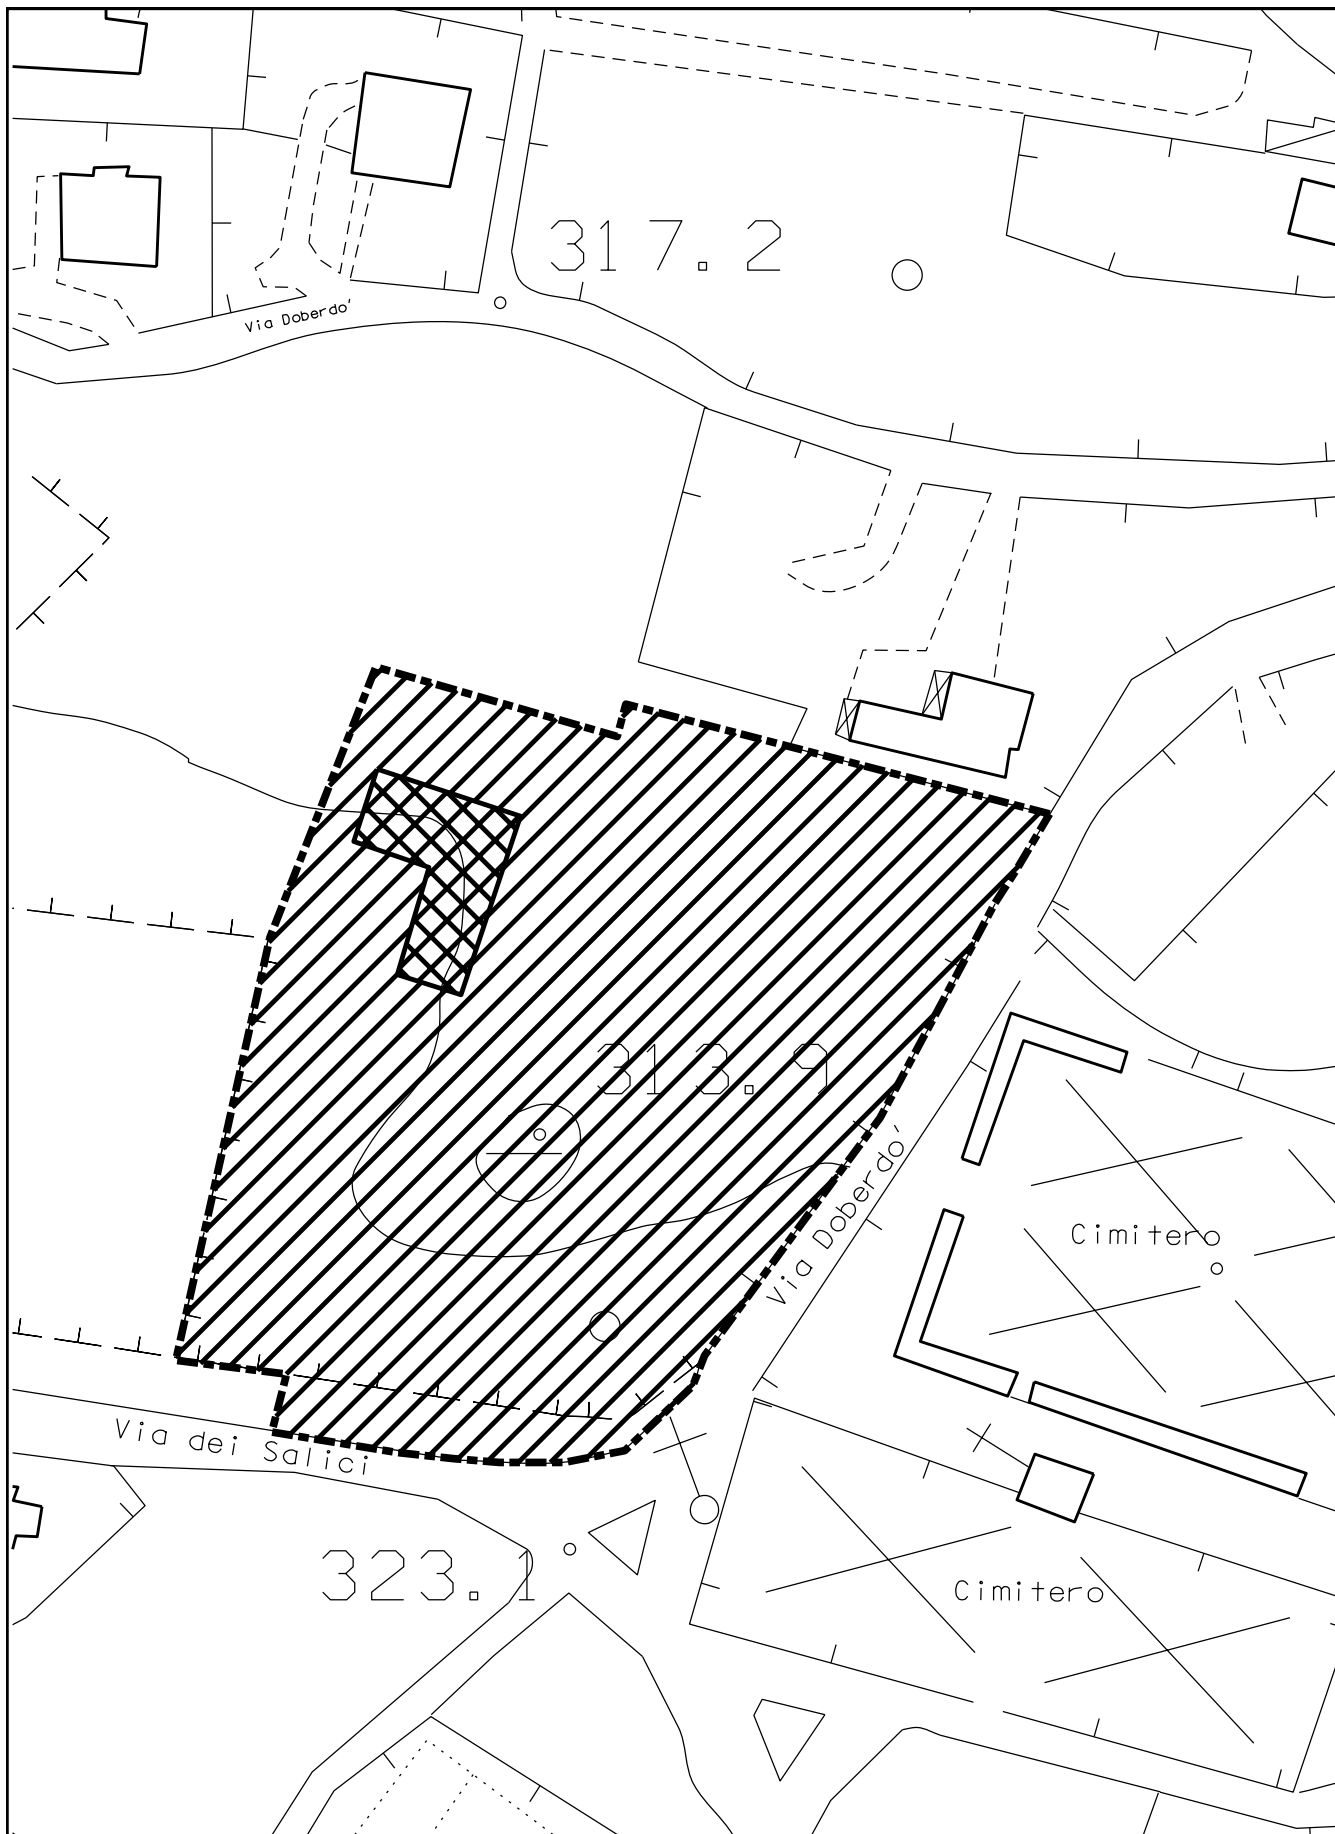 317.2
Via Doberdo'
313.9
Via Doberdo'
Cimitero
Via dei Salici
323.1
Cimitero